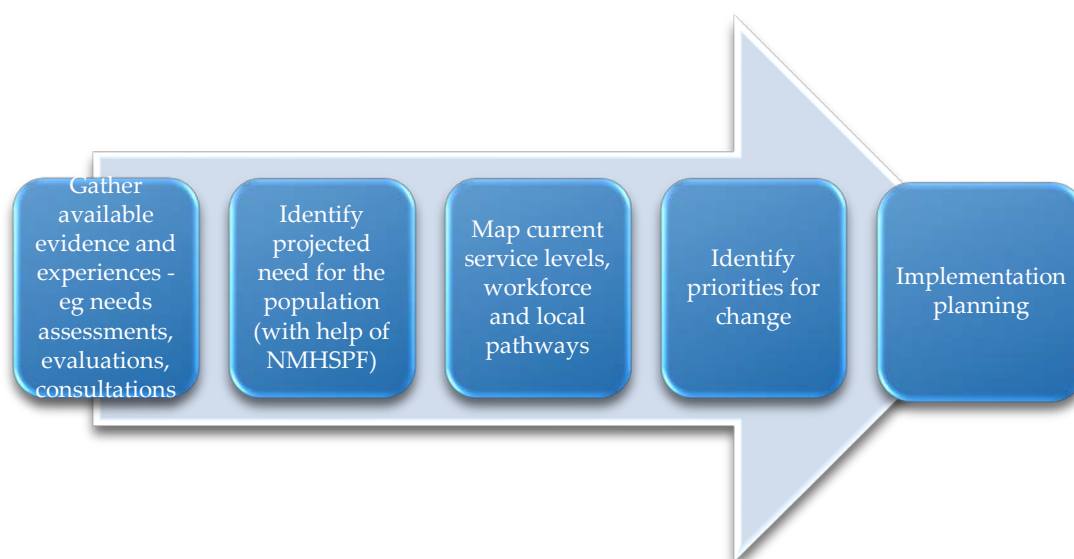 Gather
available
evidence and
experiences -
eg needs
assessments,
evaluations,
consultations
Identify
projected
need for the
population
(with help of
NMHSPF)
Map current
service levels,
workforce
and local
pathways
Identify
priorities for
change
Implementation
planning